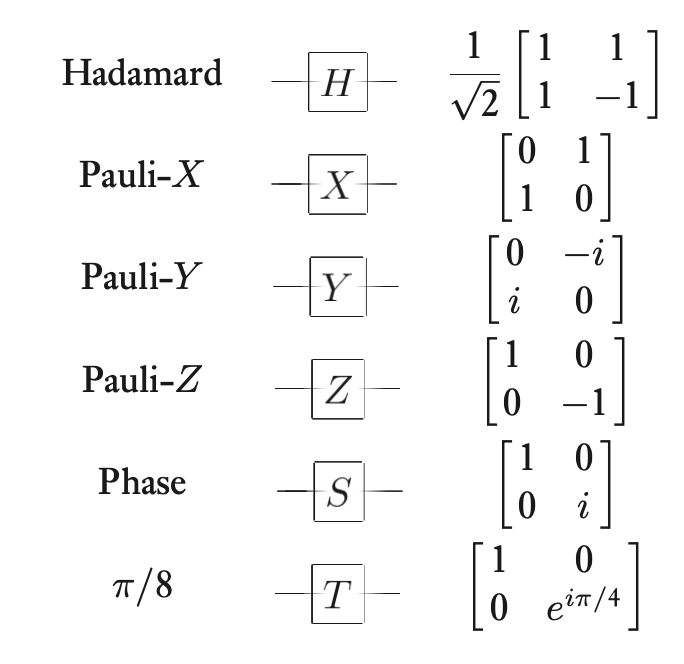 Hadamard H 1/√2 [1 1; 1 −1]
Pauli-X X [0 1; 1 0]
Pauli-Y Y [0 −i; i 0]
Pauli-Z Z [1 0; 0 −1]
Phase S [1 0; 0 i]
π/8 T [1 0; 0 e^{iπ/4}]